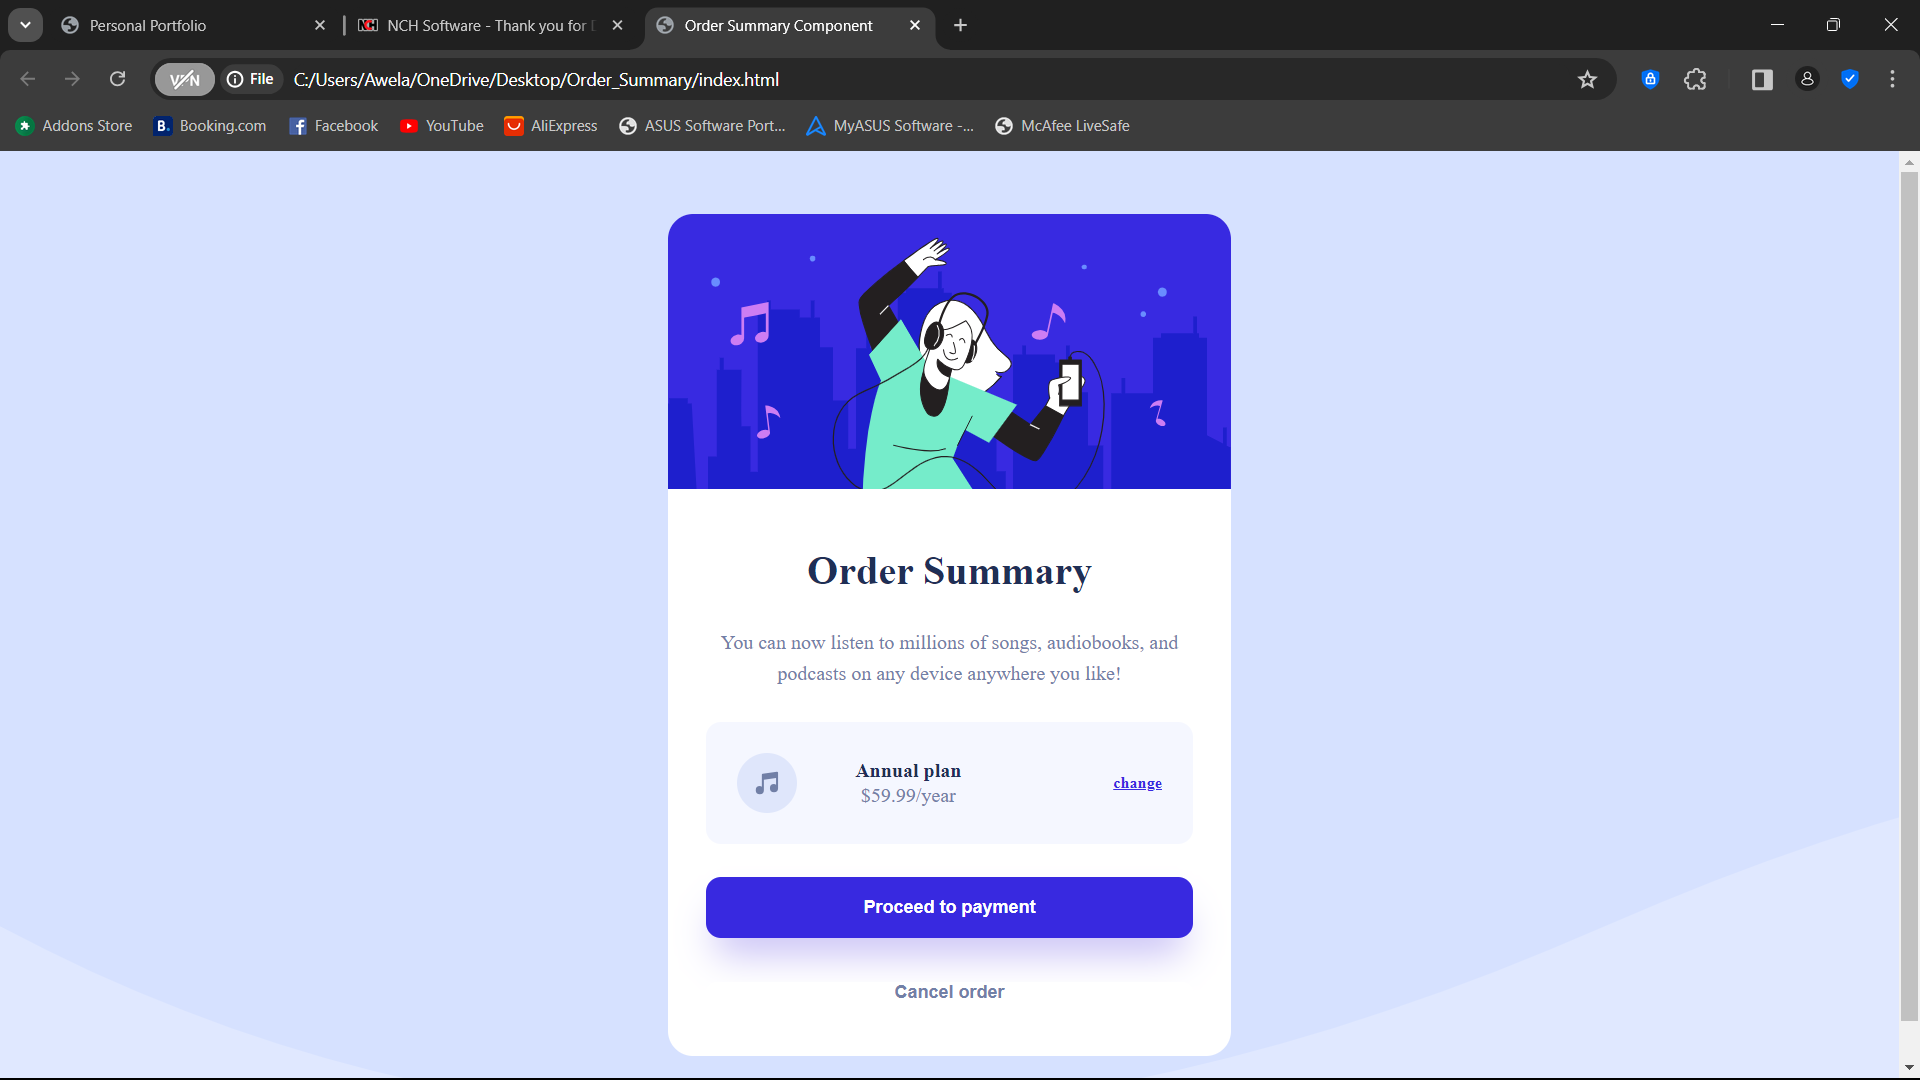 Personal Portfolio
NCH Software - Thank you for
Order Summary Component
VPN
File
C:/Users/Awela/OneDrive/Desktop/Order_Summary/index.html
Addons Store
B. Booking.com
Facebook
YouTube
AliExpress
ASUS Software Port...
MyASUS Software -...
McAfee LiveSafe
Order Summary
You can now listen to millions of songs, audiobooks, and
podcasts on any device anywhere you like!
Annual plan
$59.99/year
change
Proceed to payment
Cancel order